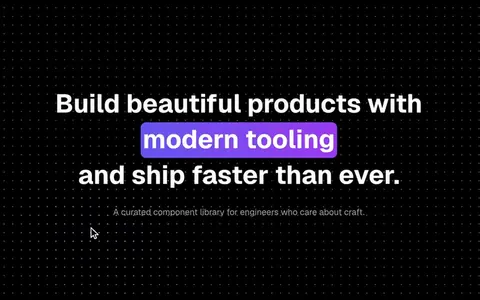 Build beautiful products with
modern tooling
and ship faster than ever.
A curated component library for engineers who care about craft.